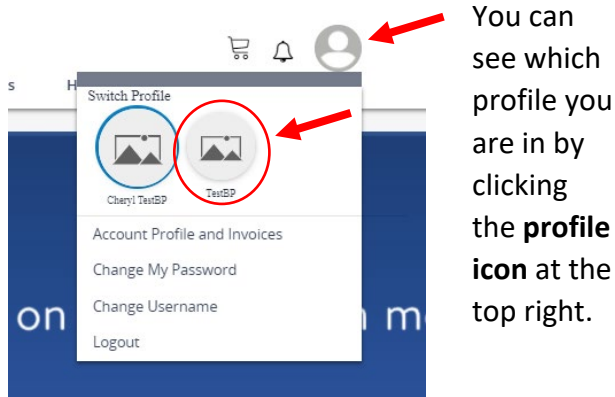 You can
see which
profile you
are in by
clicking
the profile
icon at the
top right.
s H
Switch Profile
Cheryl TestBP TestBP
Account Profile and Invoices
Change My Password
Change Username
Logout
on m